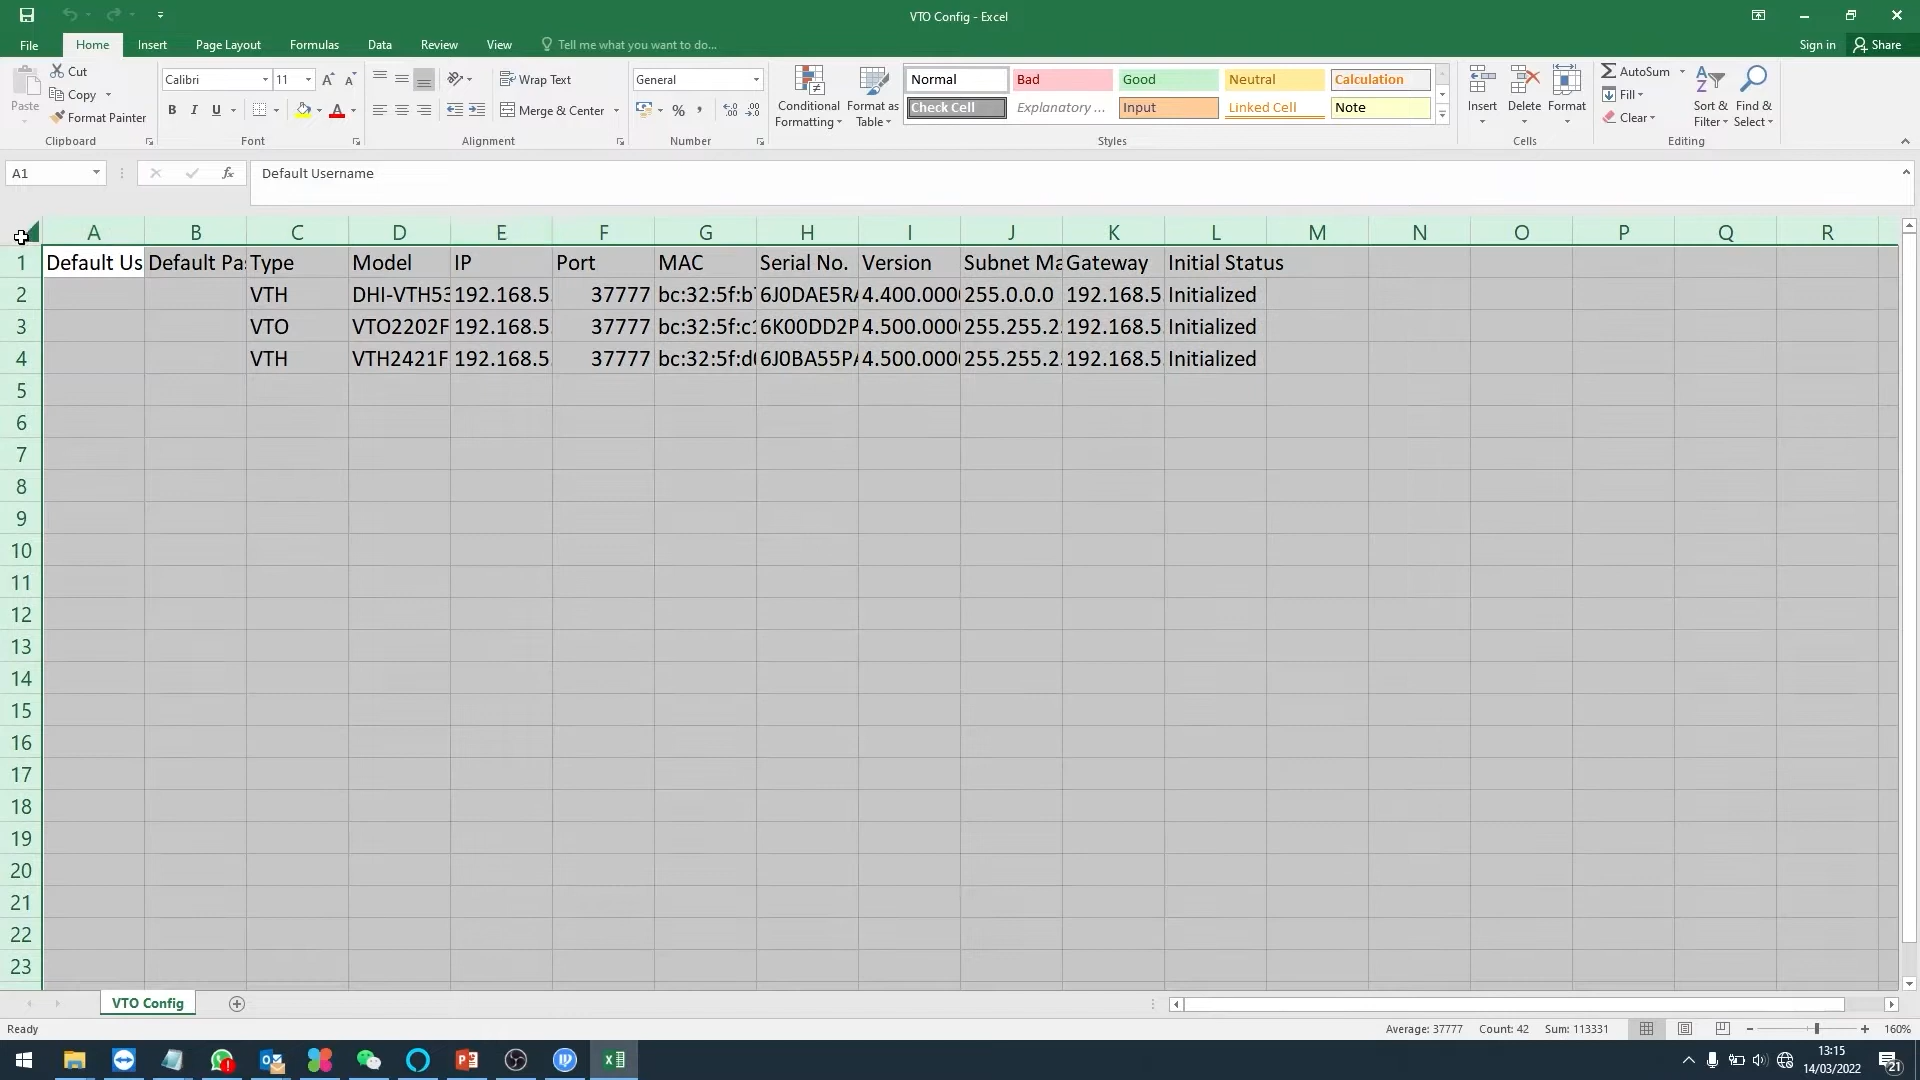 VTO Config - Excel
File Home Insert Page Layout Formulas Data Review View Tell me what you want to do... Sign in Share
Paste
Cut
Copy
Format Painter
Clipboard
Calibri 11
B I U
Font
Wrap Text
Merge & Center
Alignment
General
%
Number
Conditional Formatting
Format as Table
Normal Bad Good Neutral Calculation
Check Cell Explanatory ... Input Linked Cell Note
Styles
Insert Delete Format
Cells
AutoSum
Fill
Clear
Sort & Filter
Find & Select
Editing
A1 fx Default Username
A B C D E F G H I J K L M N O P Q R
1 Default Us Default Pa Type Model IP Port MAC Serial No. Version Subnet Ma Gateway Initial Status
2 VTH DHI-VTH53 192.168.5. 37777 bc:32:5f:b 6J0DAE5RA 4.400.000 255.0.0.0 192.168.5 Initialized
3 VTO VTO2202F 192.168.5 37777 bc:32:5f:c1 6K00DD2P 4.500.000 255.255.2 192.168.5 Initialized
4 VTH VTH2421F 192.168.5. 37777 bc:32:5f:d 6J0BA55PA 4.500.000 255.255.2 192.168.5 Initialized
5
6
7
8
9
10
11
12
13
14
15
16
17
18
19
20
21
22
23
VTO Config
Ready Average: 37777 Count: 42 Sum: 113331 160%
13:15
14/03/2022
21